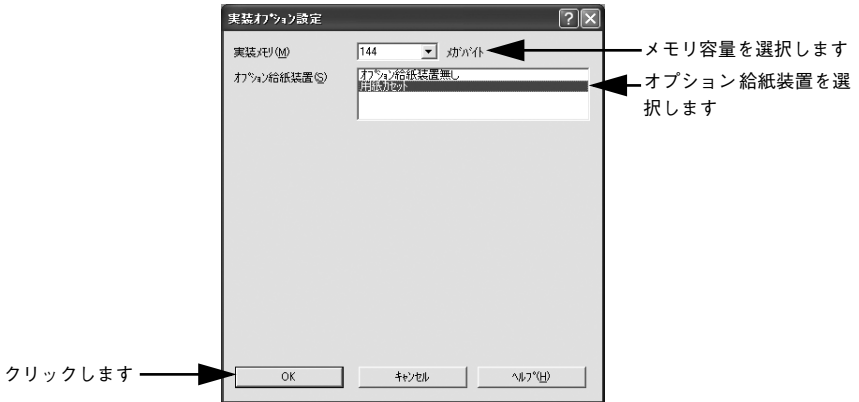 実装ｵﾌﾟｼｮﾝ設定
実装ﾒﾓﾘ(M) 144 ﾒｶﾞﾊﾞｲﾄ
メモリ容量を選択します
ｵﾌﾟｼｮﾝ給紙装置(S)
ｵﾌﾟｼｮﾝ給紙装置無し
用紙ｶｾｯﾄ
オプション給紙装置を選
択します
クリックします
OK ｷｬﾝｾﾙ ﾍﾙﾌﾟ(H)